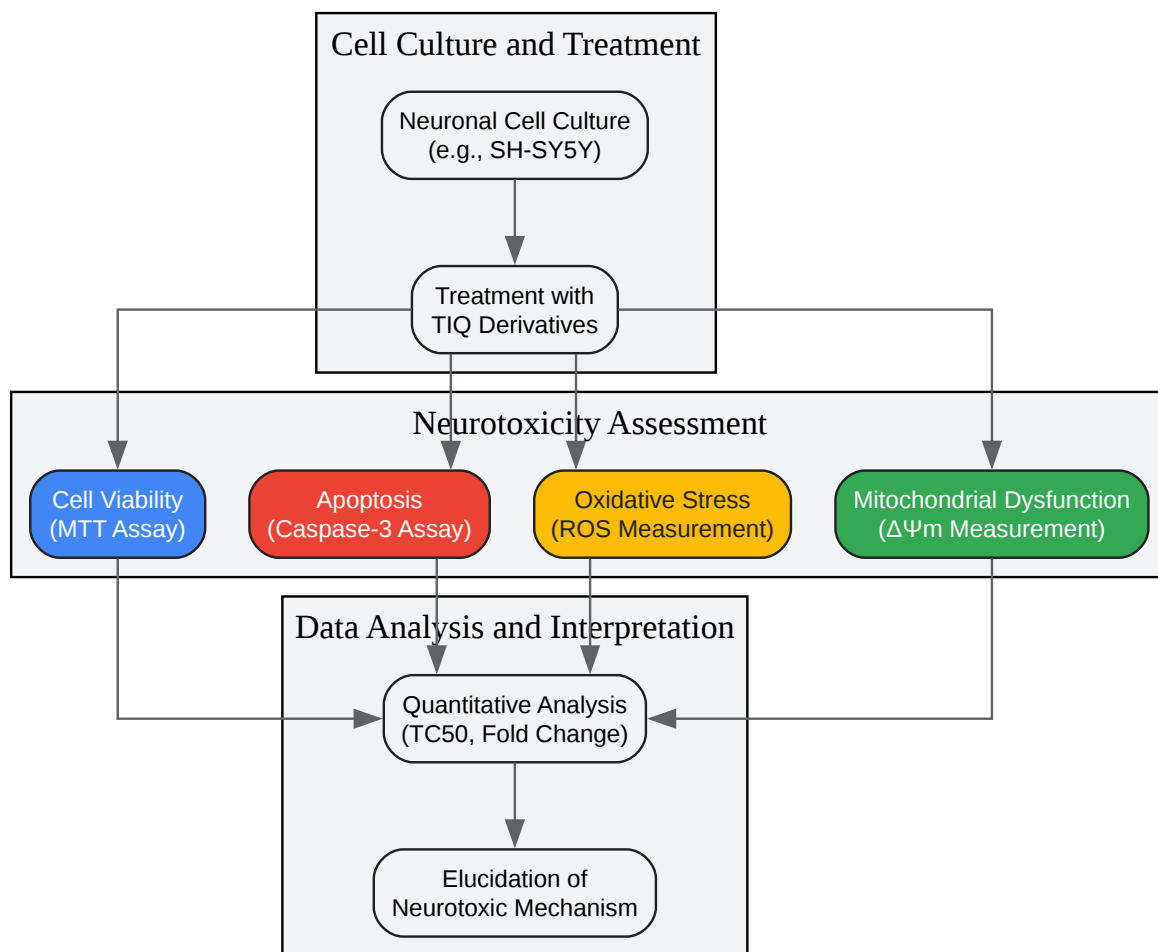 Cell Culture and Treatment
Neuronal Cell Culture
(e.g., SH-SY5Y)
Treatment with
TIQ Derivatives
Neurotoxicity Assessment
Cell Viability
(MTT Assay)
Apoptosis
(Caspase-3 Assay)
Oxidative Stress
(ROS Measurement)
Mitochondrial Dysfunction
(ΔΨm Measurement)
Data Analysis and Interpretation
Quantitative Analysis
(TC50, Fold Change)
Elucidation of
Neurotoxic Mechanism